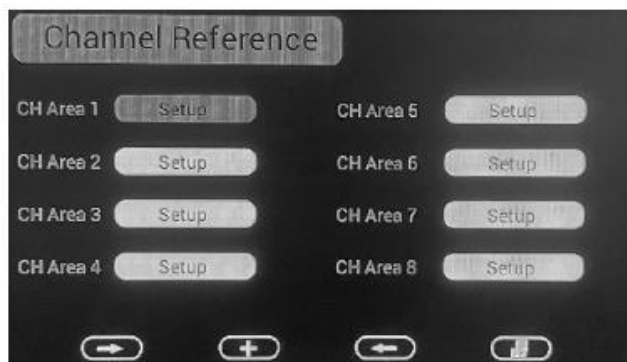 Channel Reference
CH Area 1 Setup
CH Area 2 Setup
CH Area 3 Setup
CH Area 4 Setup
CH Area 5 Setup
CH Area 6 Setup
CH Area 7 Setup
CH Area 8 Setup